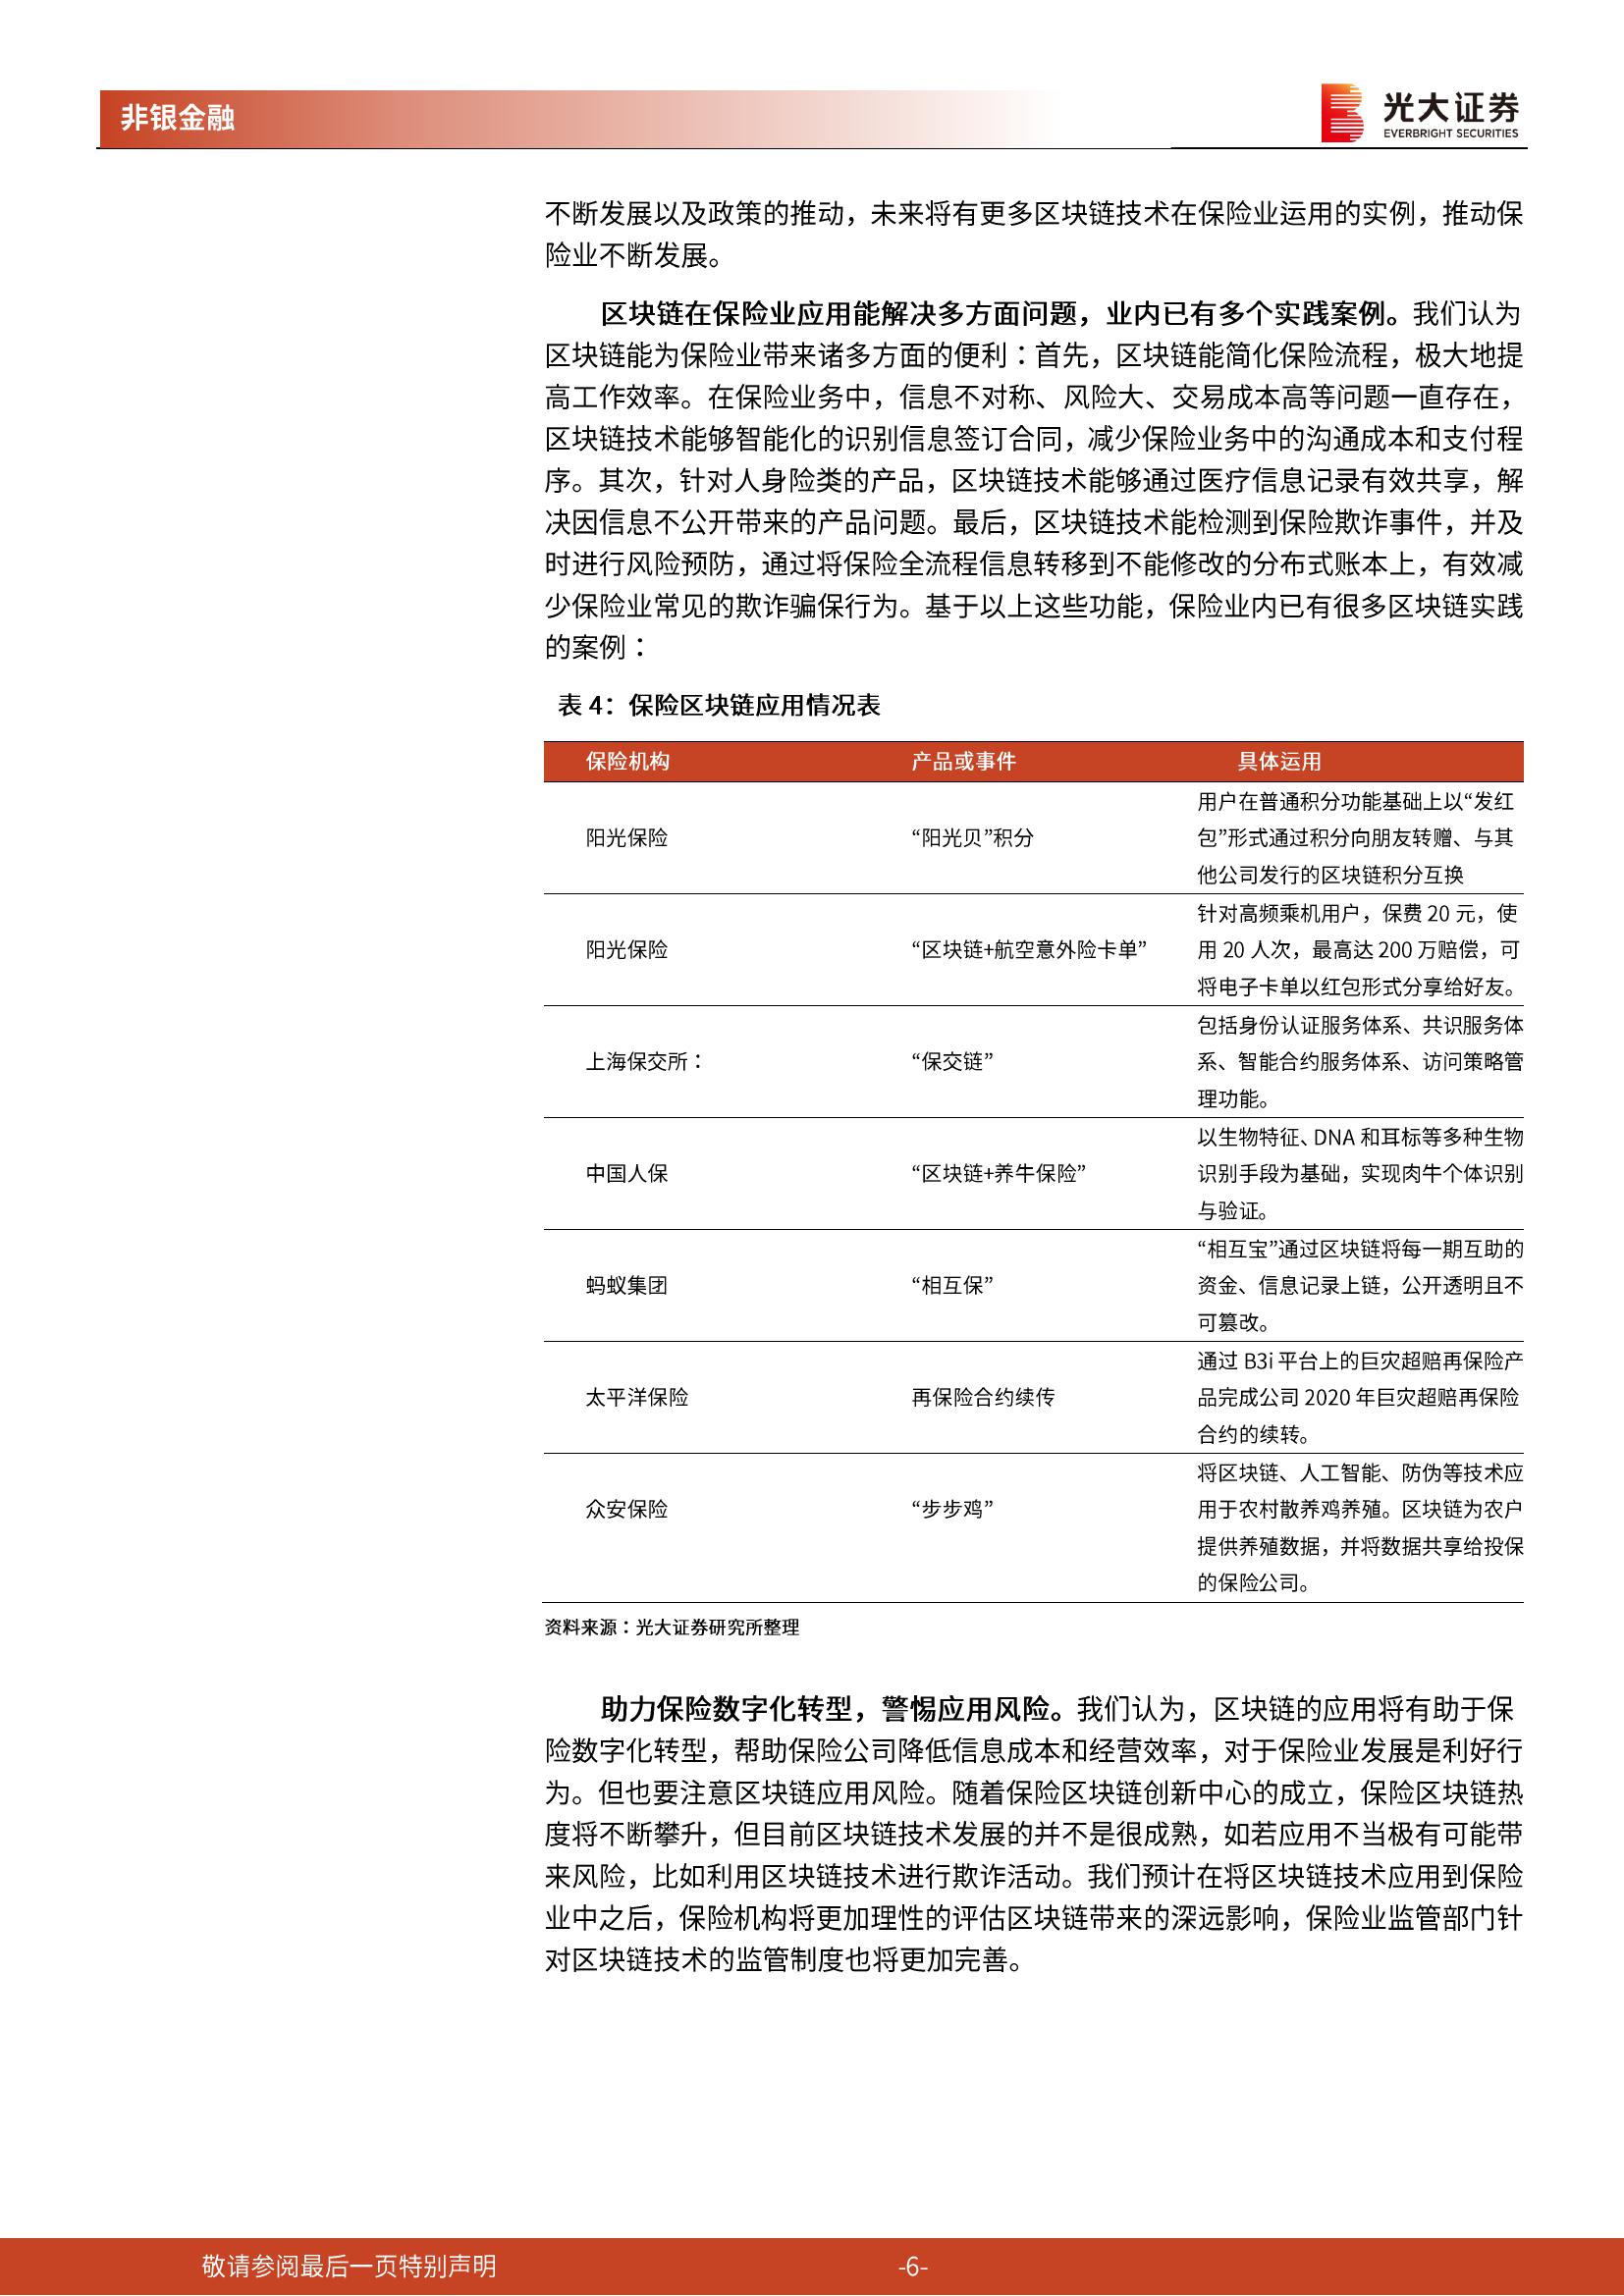 非银金融
光大证券
EVERBRIGHT SECURITIES
不断发展以及政策的推动，未来将有更多区块链技术在保险业运用的实例，推动保
险业不断发展。
区块链在保险业应用能解决多方面问题，业内已有多个实践案例。我们认为
区块链能为保险业带来诸多方面的便利：首先，区块链能简化保险流程，极大地提
高工作效率。在保险业务中，信息不对称、风险大、交易成本高等问题一直存在，
区块链技术能够智能化的识别信息签订合同，减少保险业务中的沟通成本和支付程
序。其次，针对人身险类的产品，区块链技术能够通过医疗信息记录有效共享，解
决因信息不公开带来的产品问题。最后，区块链技术能检测到保险欺诈事件，并及
时进行风险预防，通过将保险全流程信息转移到不能修改的分布式账本上，有效减
少保险业常见的欺诈骗保行为。基于以上这些功能，保险业内已有很多区块链实践
的案例：
表 4：保险区块链应用情况表
保险机构 产品或事件 具体运用
用户在普通积分功能基础上以“发红
阳光保险 “阳光贝”积分 包”形式通过积分向朋友转赠、与其
他公司发行的区块链积分互换
针对高频乘机用户，保费 20 元，使
阳光保险 “区块链+航空意外险卡单” 用 20 人次，最高达 200 万赔偿，可
将电子卡单以红包形式分享给好友。
包括身份认证服务体系、共识服务体
上海保交所： “保交链” 系、智能合约服务体系、访问策略管
理功能。
以生物特征、DNA 和耳标等多种生物
中国人保 “区块链+养牛保险” 识别手段为基础，实现肉牛个体识别
与验证。
“相互宝”通过区块链将每一期互助的
蚂蚁集团 “相互保” 资金、信息记录上链，公开透明且不
可篡改。
通过 B3i 平台上的巨灾超赔再保险产
太平洋保险 再保险合约续传 品完成公司 2020 年巨灾超赔再保险
合约的续转。
将区块链、人工智能、防伪等技术应
众安保险 “步步鸡” 用于农村散养鸡养殖。区块链为农户
提供养殖数据，并将数据共享给投保
的保险公司。
资料来源：光大证券研究所整理
助力保险数字化转型，警惕应用风险。我们认为，区块链的应用将有助于保
险数字化转型，帮助保险公司降低信息成本和经营效率，对于保险业发展是利好行
为。但也要注意区块链应用风险。随着保险区块链创新中心的成立，保险区块链热
度将不断攀升，但目前区块链技术发展的并不是很成熟，如若应用不当极有可能带
来风险，比如利用区块链技术进行欺诈活动。我们预计在将区块链技术应用到保险
业中之后，保险机构将更加理性的评估区块链带来的深远影响，保险业监管部门针
对区块链技术的监管制度也将更加完善。
敬请参阅最后一页特别声明 -6-